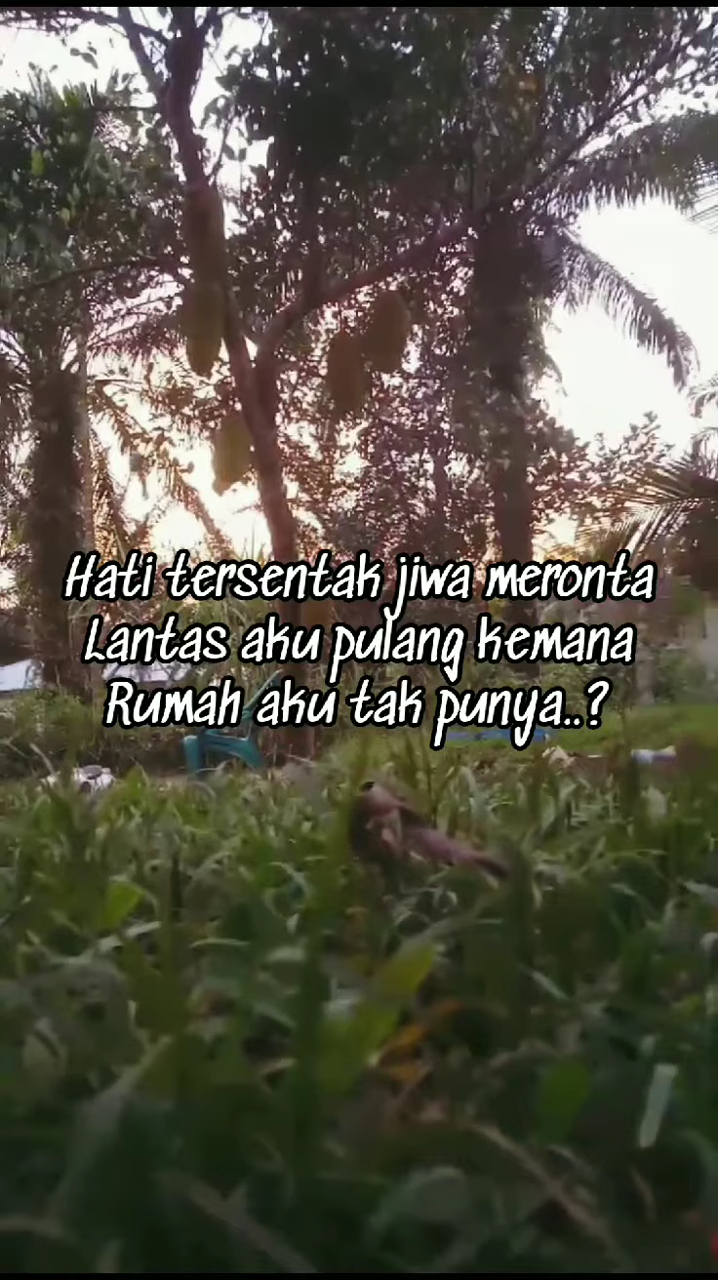 Hati tersentak jiwa meronta
Lantas aku pulang kemana
Rumah aku tak punya..?